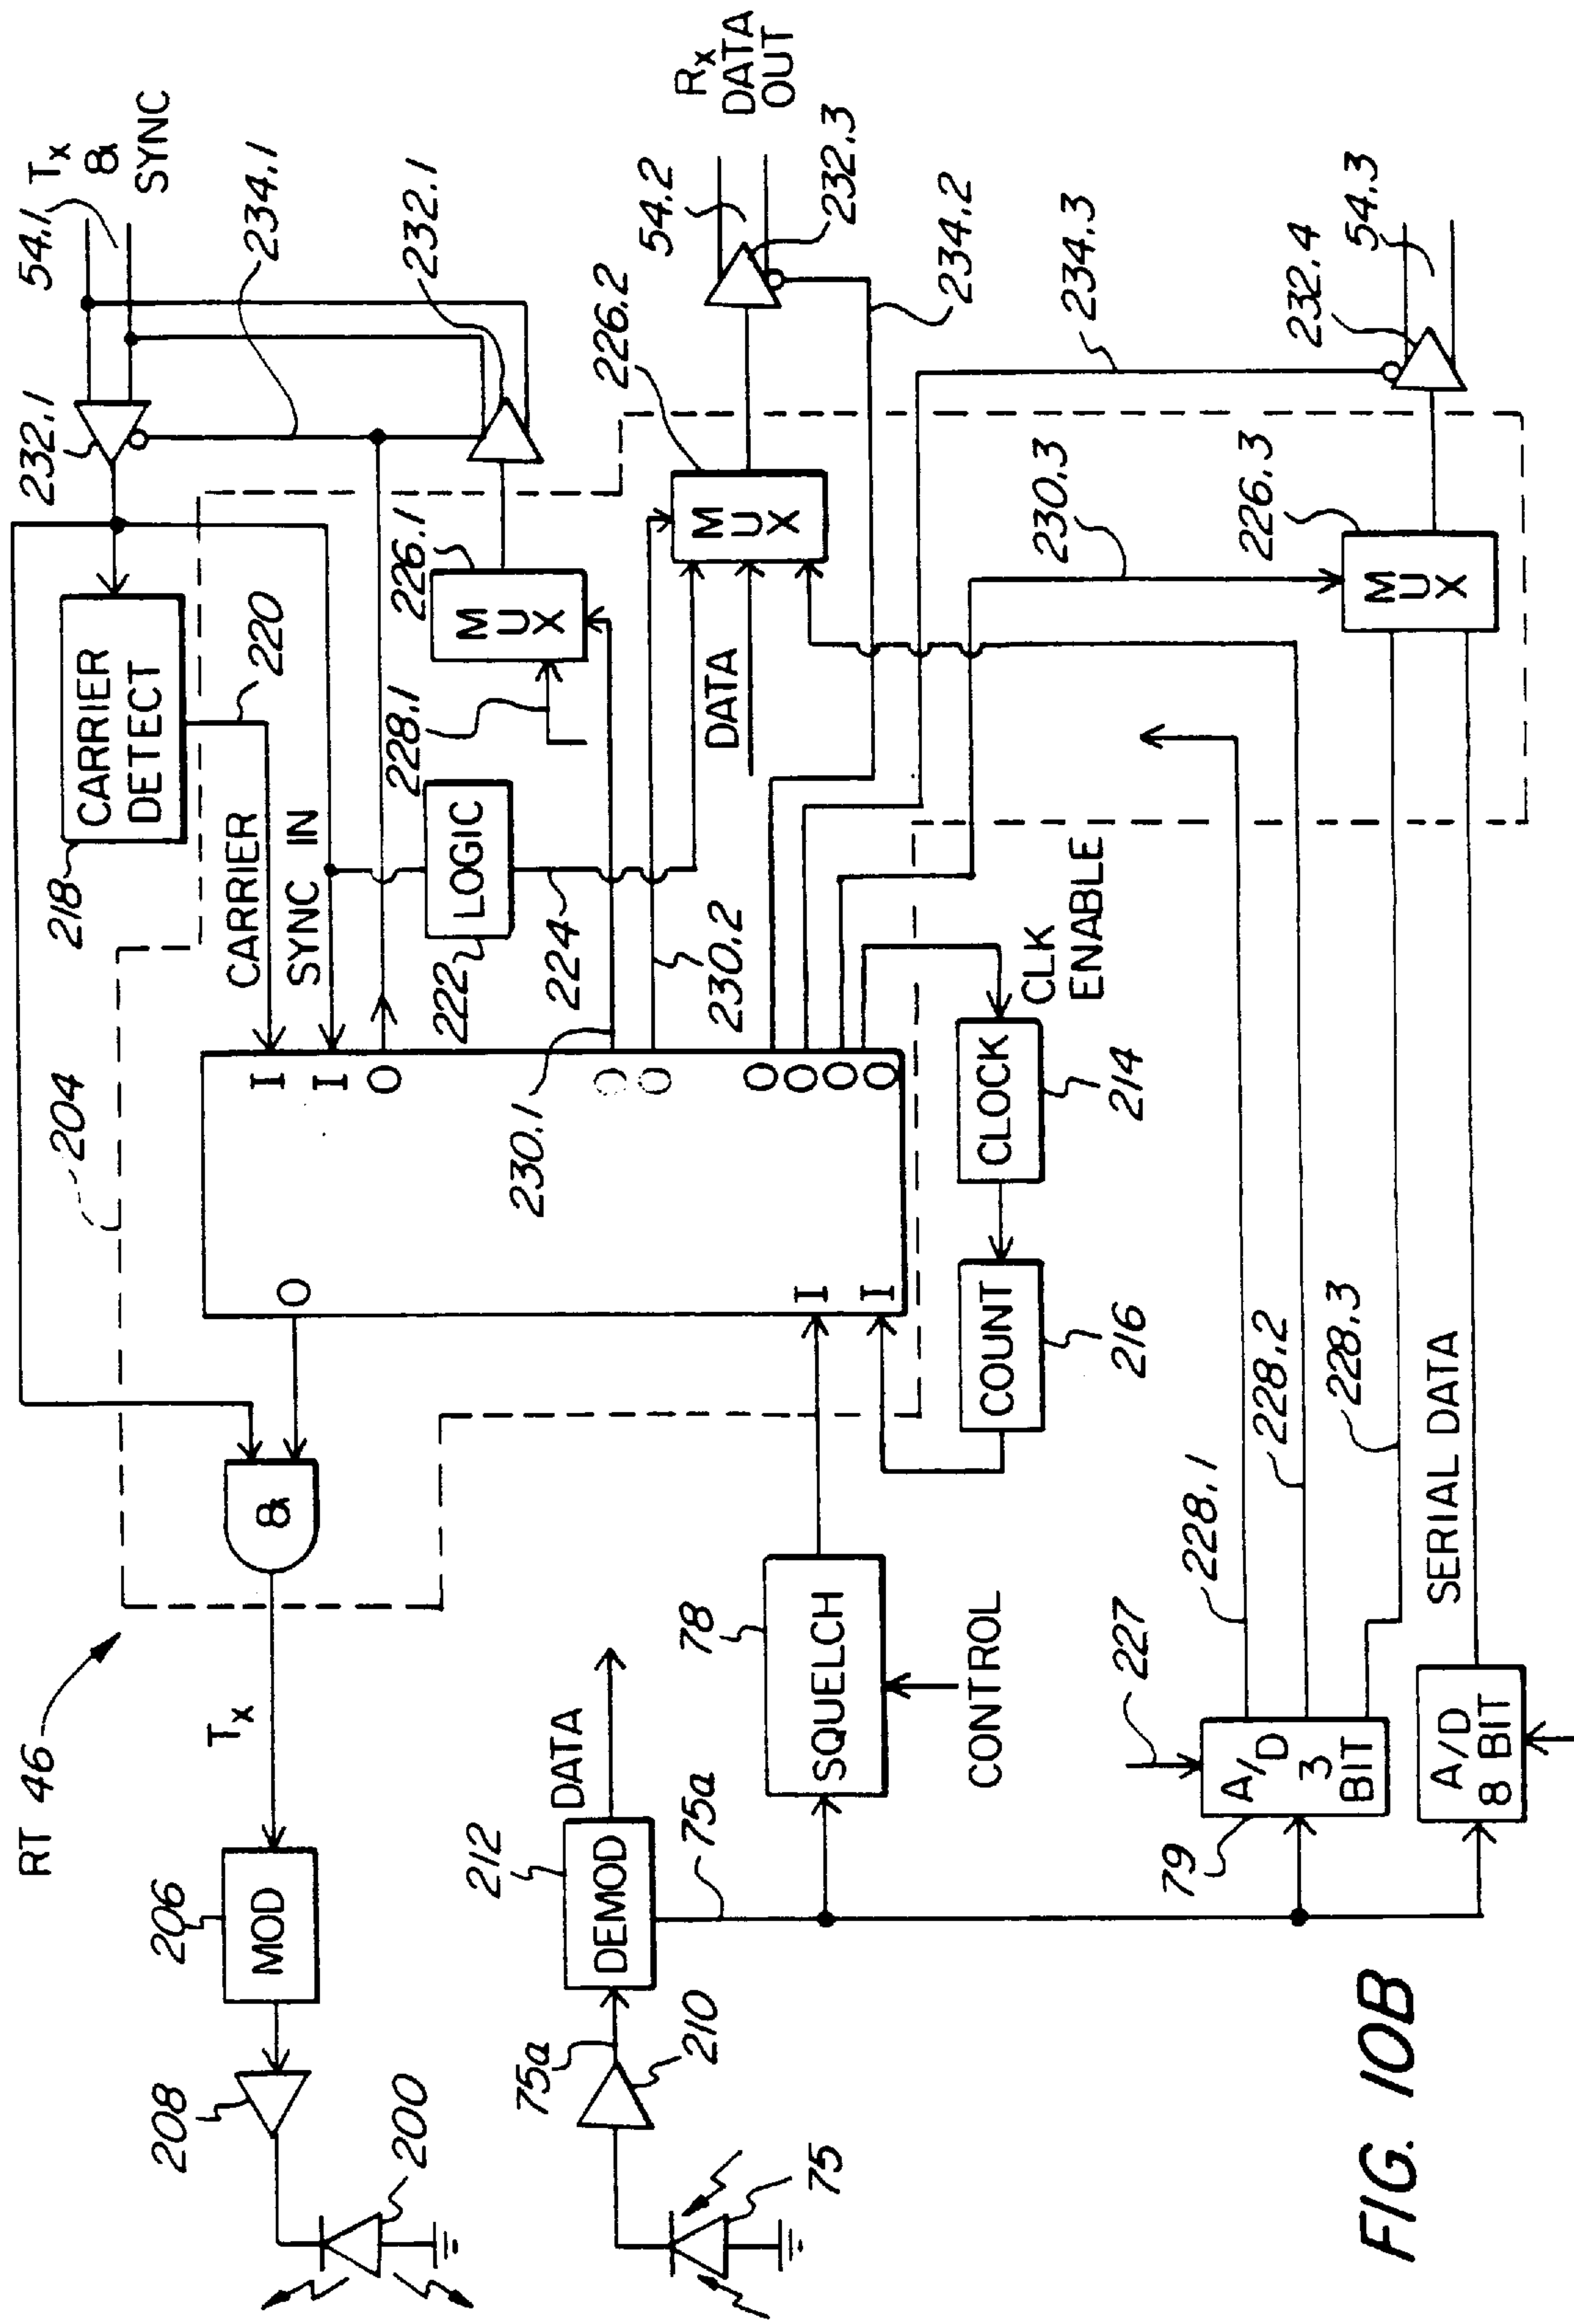 RT 46
204
218
CARRIER
DETECT
220
CARRIER
SYNC IN
232.1
54.1
Tx
&
SYNC
234.1
232.1
208
206
MOD
Tx
&
O
I
I
O
O
O
O
O
O
O
I
I
222
LOGIC
224
228.1
226.1
MUX
230.1
230.2
226.2
MUX
DATA
54.2
Rx
DATA
OUT
232.3
234.2
234.3
200
75a
210
75
212
DEMOD
DATA
75a
78
SQUELCH
CONTROL
COUNT
216
CLOCK
214
CLK
ENABLE
230.3
226.3
MUX
232.4
54.3
227
79
A/D
3
BIT
228.1
228.2
228.3
SERIAL DATA
A/D
8 BIT
FIG. 10B